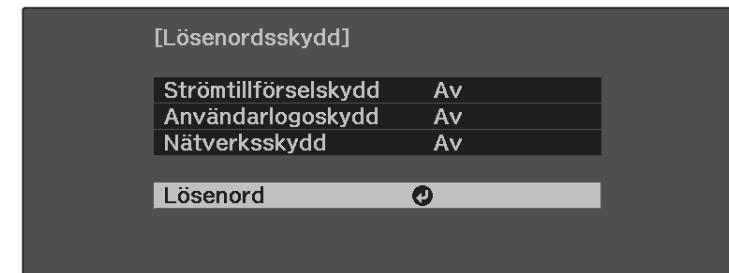 [Lösenordsskydd]
Strömtillförselskydd Av
Användarlogoskydd Av
Nätverksskydd Av
Lösenord